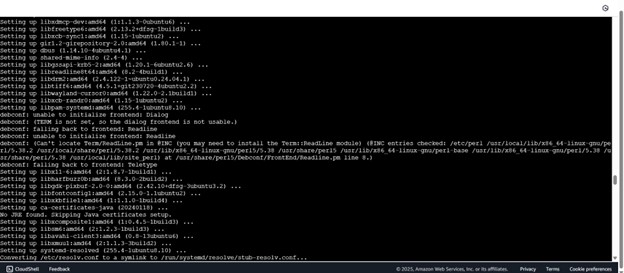 Setting up libxdmcp-dev:amd64 (1:1.1.3-0ubuntu6) ...
Setting up libfreetype6:amd64 (2.13.2+dfsg-1build3) ...
Setting up libxcb-sync1:amd64 (1.15-1ubuntu2) ...
Setting up gir1.2-girepository-2.0:amd64 (1.80.1-1) ...
Setting up dbus (1.14.10-4ubuntu4.1) ...
Setting up shared-mime-info (2.4-4) ...
Setting up libgssapi-krb5-2:amd64 (1.20.1-6ubuntu2.6) ...
Setting up libreadline8t64:amd64 (8.2-4build1) ...
Setting up libdrm2:amd64 (2.4.122-1~ubuntu0.24.04.1) ...
Setting up libtiff6:amd64 (4.5.1+git230720-4ubuntu2.2) ...
Setting up libwayland-cursor0:amd64 (1.22.0-2.1build1) ...
Setting up libxcb-randr0:amd64 (1.15-1ubuntu2) ...
Setting up libpam-systemd:amd64 (255.4-1ubuntu8.10) ...
debconf: unable to initialize frontend: Dialog
debconf: (TERM is not set, so the dialog frontend is not usable.)
debconf: falling back to frontend: Readline
debconf: unable to initialize frontend: Readline
debconf: (Can't locate Term/ReadLine.pm in @INC (you may need to install the Term::ReadLine module) (@INC entries checked: /etc/perl /usr/local/lib/x86_64-linux-gnu/pe
rl/5.38.2 /usr/local/share/perl/5.38.2 /usr/lib/x86_64-linux-gnu/perl5/5.38 /usr/share/perl5 /usr/lib/x86_64-linux-gnu/perl-base /usr/lib/x86_64-linux-gnu/perl/5.38 /u
sr/share/perl/5.38 /usr/local/lib/site_perl) at /usr/share/perl5/Debconf/FrontEnd/Readline.pm line 8.)
debconf: falling back to frontend: Teletype
Setting up libx11-6:amd64 (2:1.8.7-1build1) ...
Setting up libharfbuzz0b:amd64 (8.3.0-2build2) ...
Setting up libgdk-pixbuf-2.0-0:amd64 (2.42.10+dfsg-3ubuntu3.2) ...
Setting up libfontconfig1:amd64 (2.15.0-1.1ubuntu2) ...
Setting up libxkbfile1:amd64 (1:1.1.0-1build4) ...
Setting up ca-certificates-java (20240118) ...
No JRE found. Skipping Java certificates setup.
Setting up libxcomposite1:amd64 (1:0.4.5-1build3) ...
Setting up libsm6:amd64 (2:1.2.3-1build3) ...
Setting up libavahi-client3:amd64 (0.8-13ubuntu6) ...
Setting up libxmuu1:amd64 (2:1.1.3-3build2) ...
Setting up systemd-resolved (255.4-1ubuntu8.10) ...
Converting /etc/resolv.conf to a symlink to /run/systemd/resolve/stub-resolv.conf...
CloudShell Feedback © 2025, Amazon Web Services, Inc. or its affiliates. Privacy Terms Cookie preferences